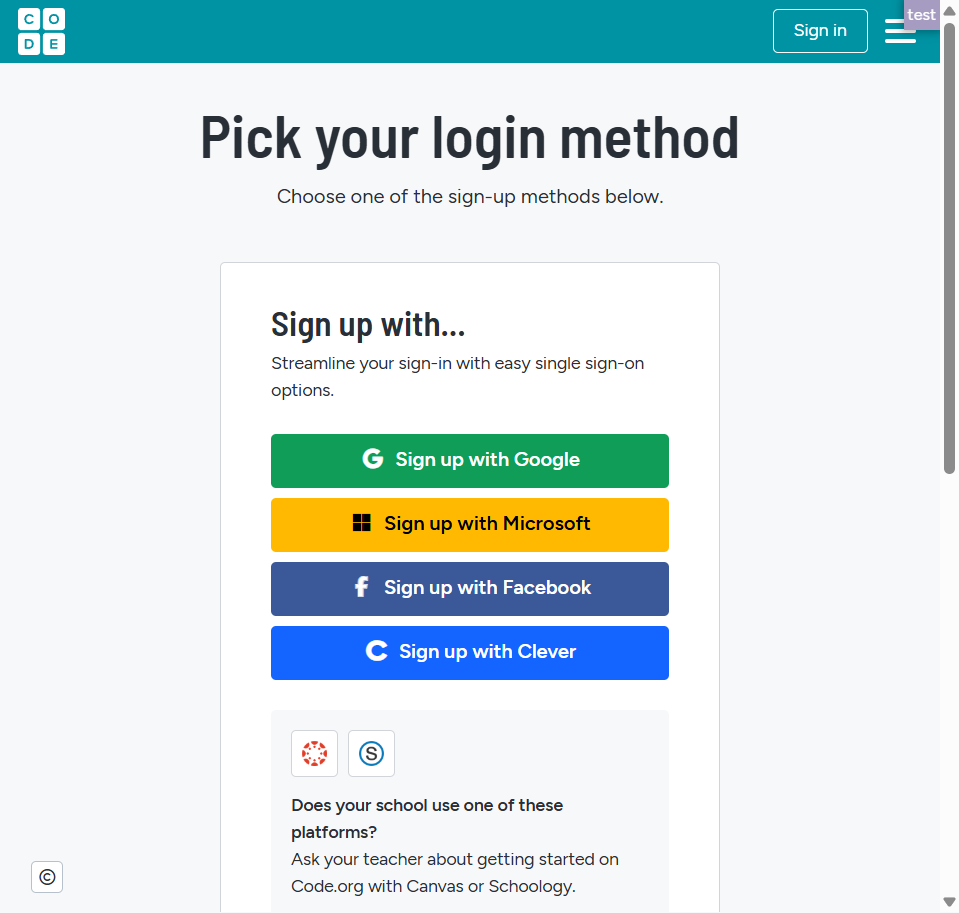 C O
D E
Sign in
test
Pick your login method
Choose one of the sign-up methods below.
Sign up with...
Streamline your sign-in with easy single sign-on
options.
G Sign up with Google
Sign up with Microsoft
f Sign up with Facebook
C Sign up with Clever
S
Does your school use one of these
platforms?
Ask your teacher about getting started on
Code.org with Canvas or Schoology.
©